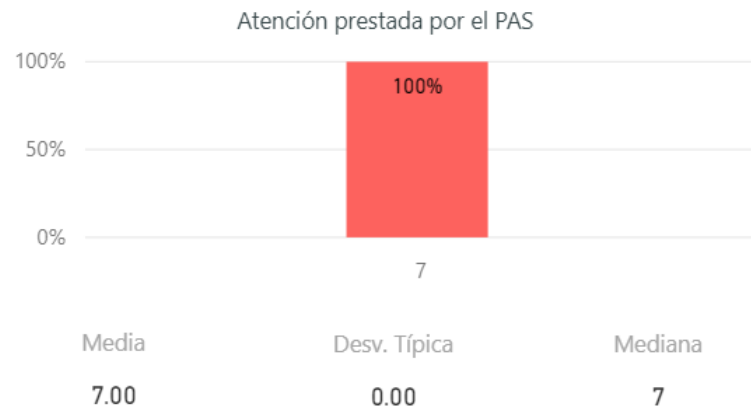 Atención prestada por el PAS
100%
100%
50%
0%
7
Media Desv. Típica Mediana
7.00 0.00 7